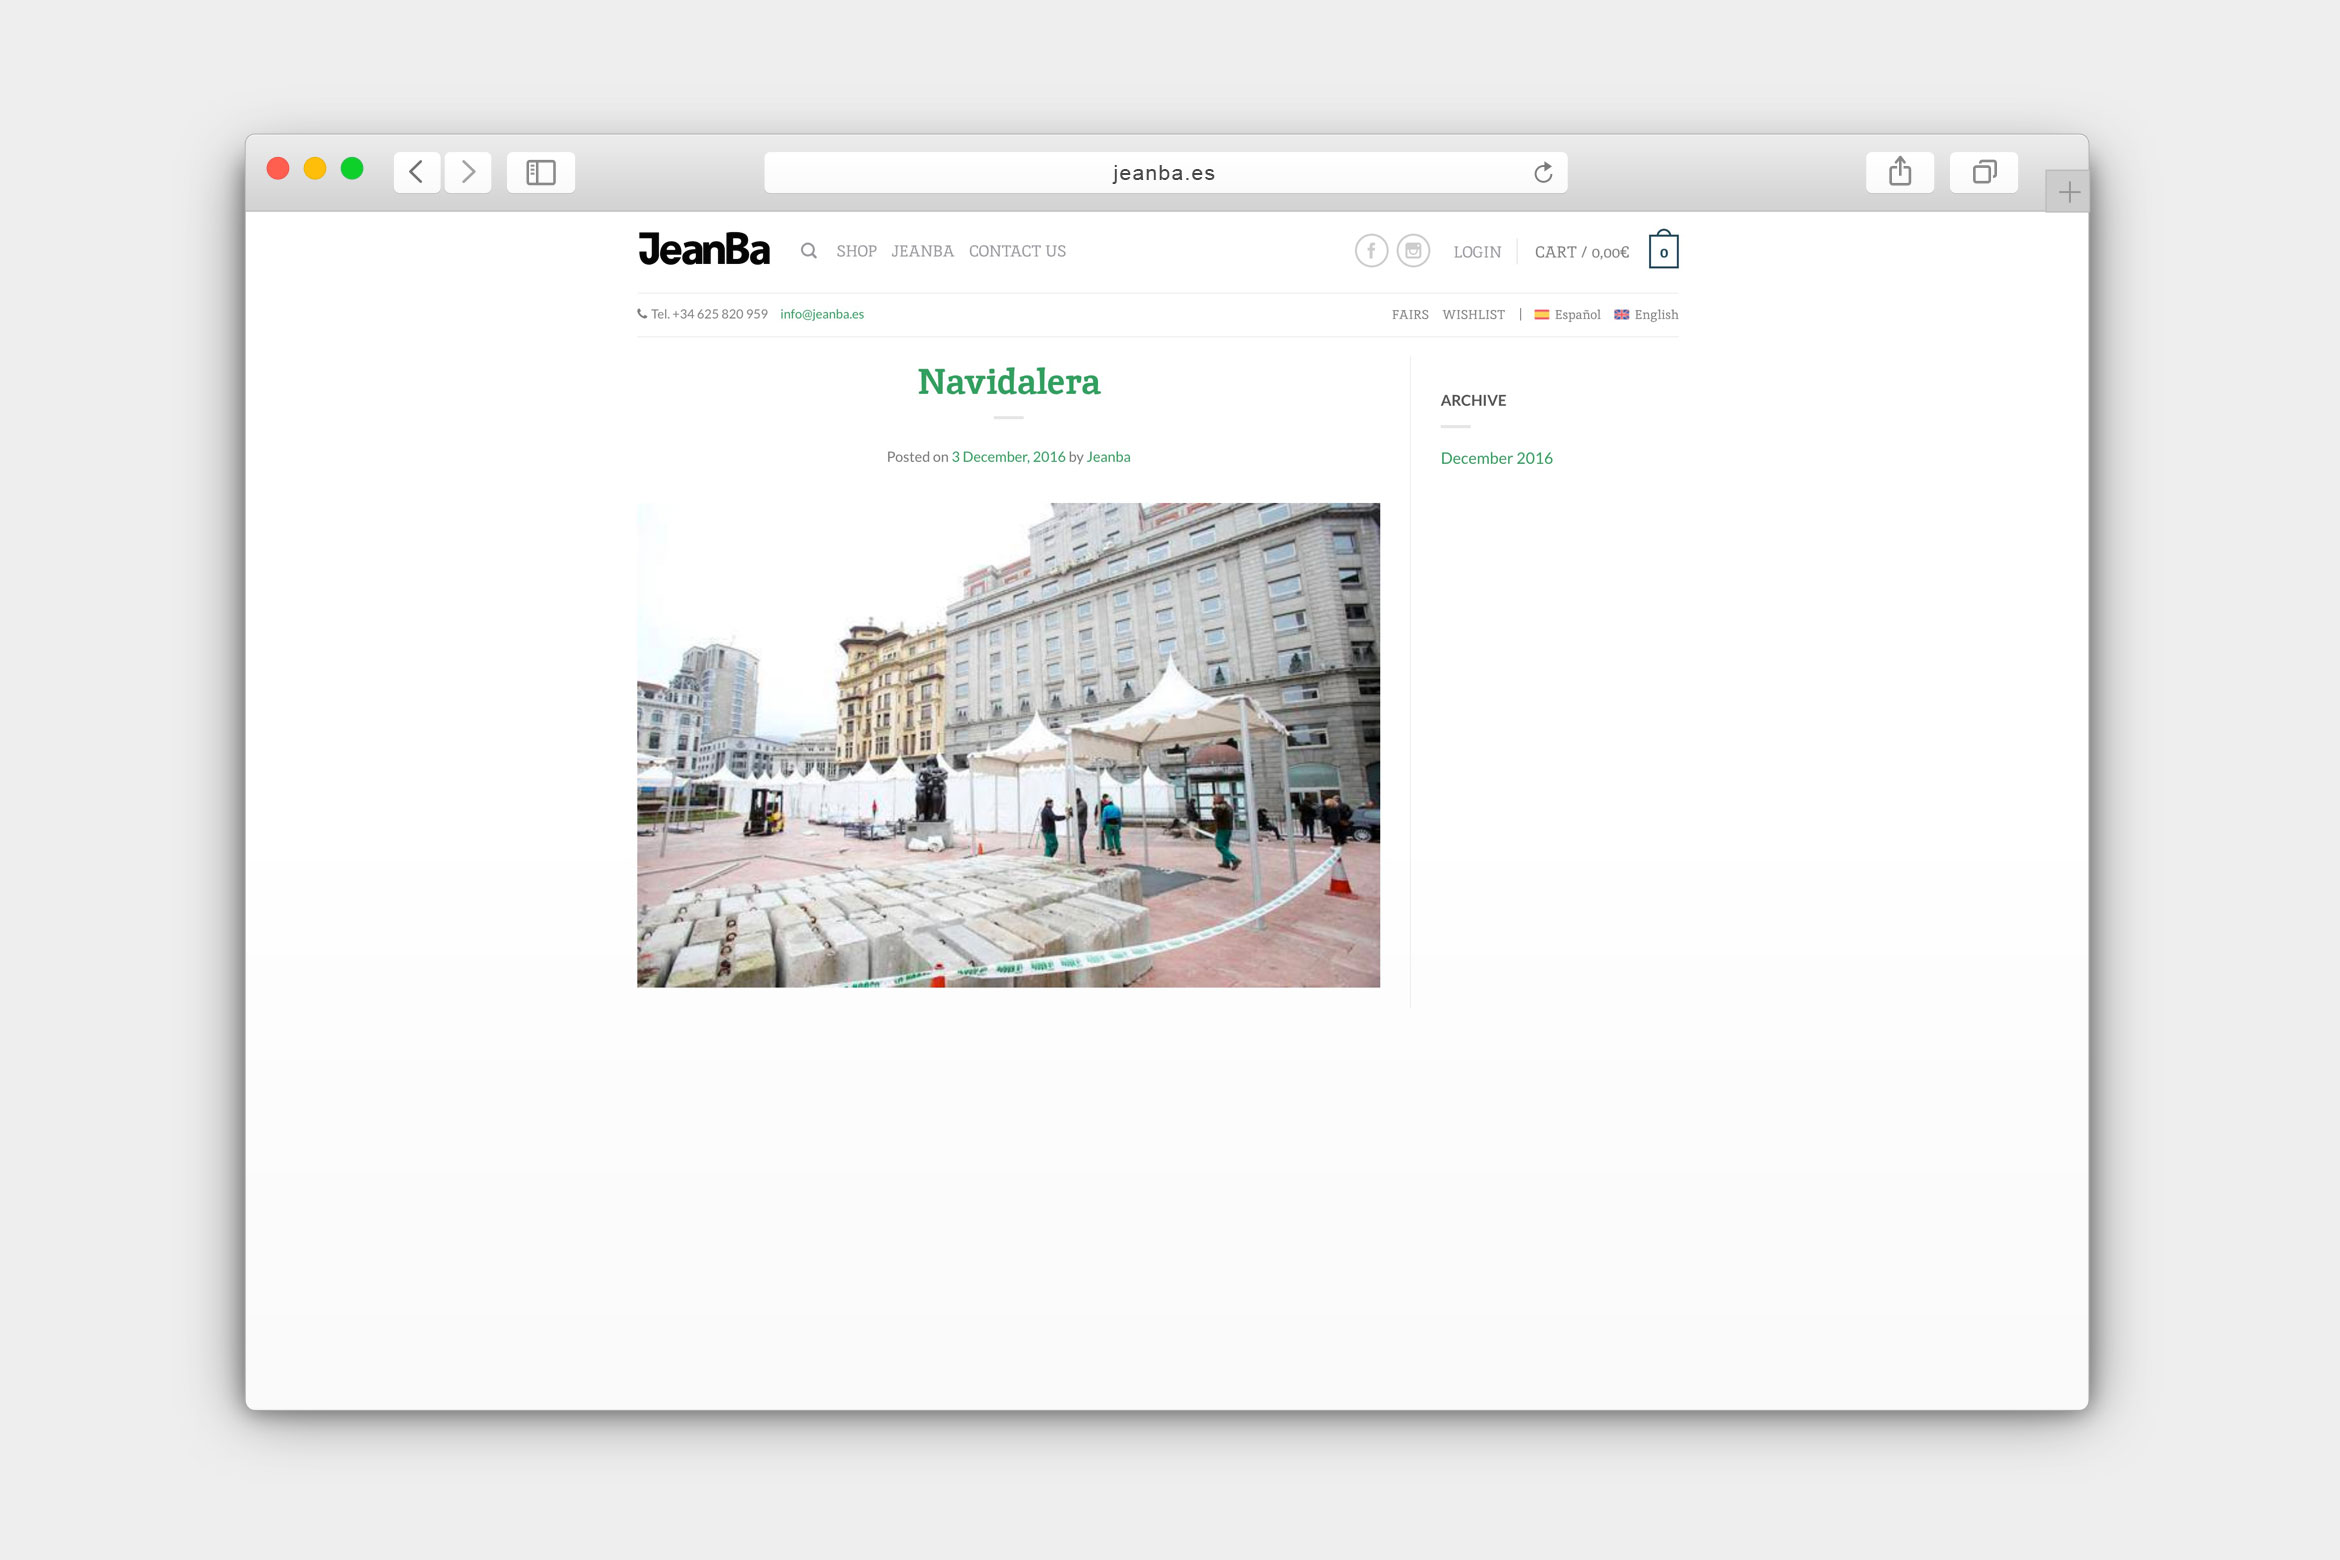 jeanba.es
JeanBa SHOP JEANBA CONTACT US LOGIN CART / 0,00€ 0
Tel. +34 625 820 959 info@jeanba.es FAIRS WISHLIST | Español English
Navidalera
Posted on 3 December, 2016 by Jeanba
ARCHIVE
December 2016